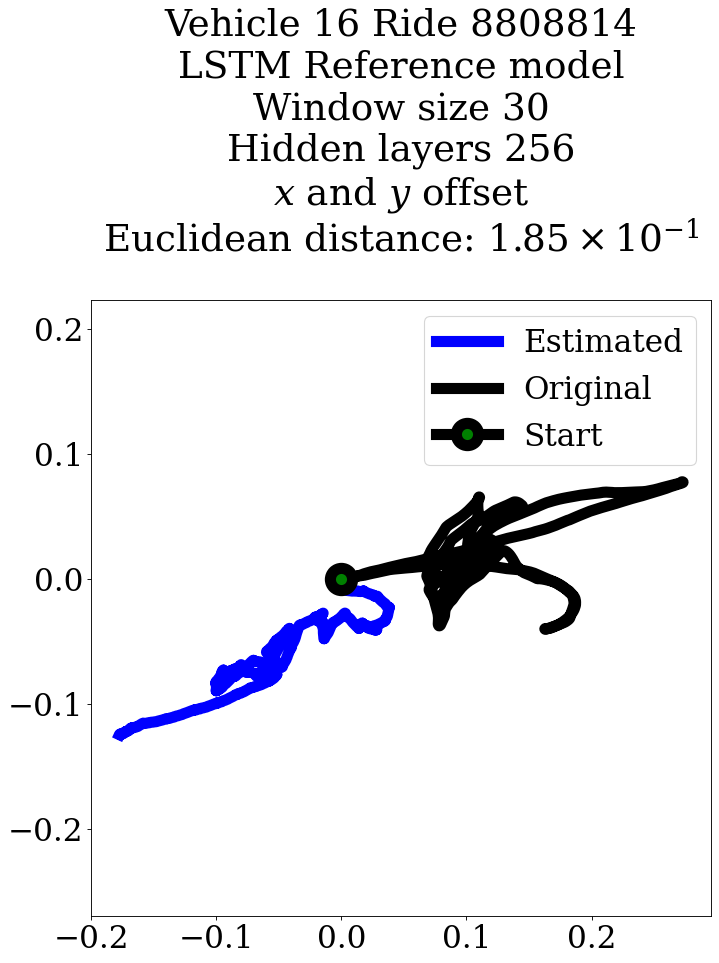 Vehicle 16 Ride 8808814
LSTM Reference model
Window size 30
Hidden layers 256
x and y offset
Euclidean distance: 1.85 × 10⁻¹
Estimated
Original
Start
0.2
0.1
0.0
−0.1
−0.2
−0.2 −0.1 0.0 0.1 0.2